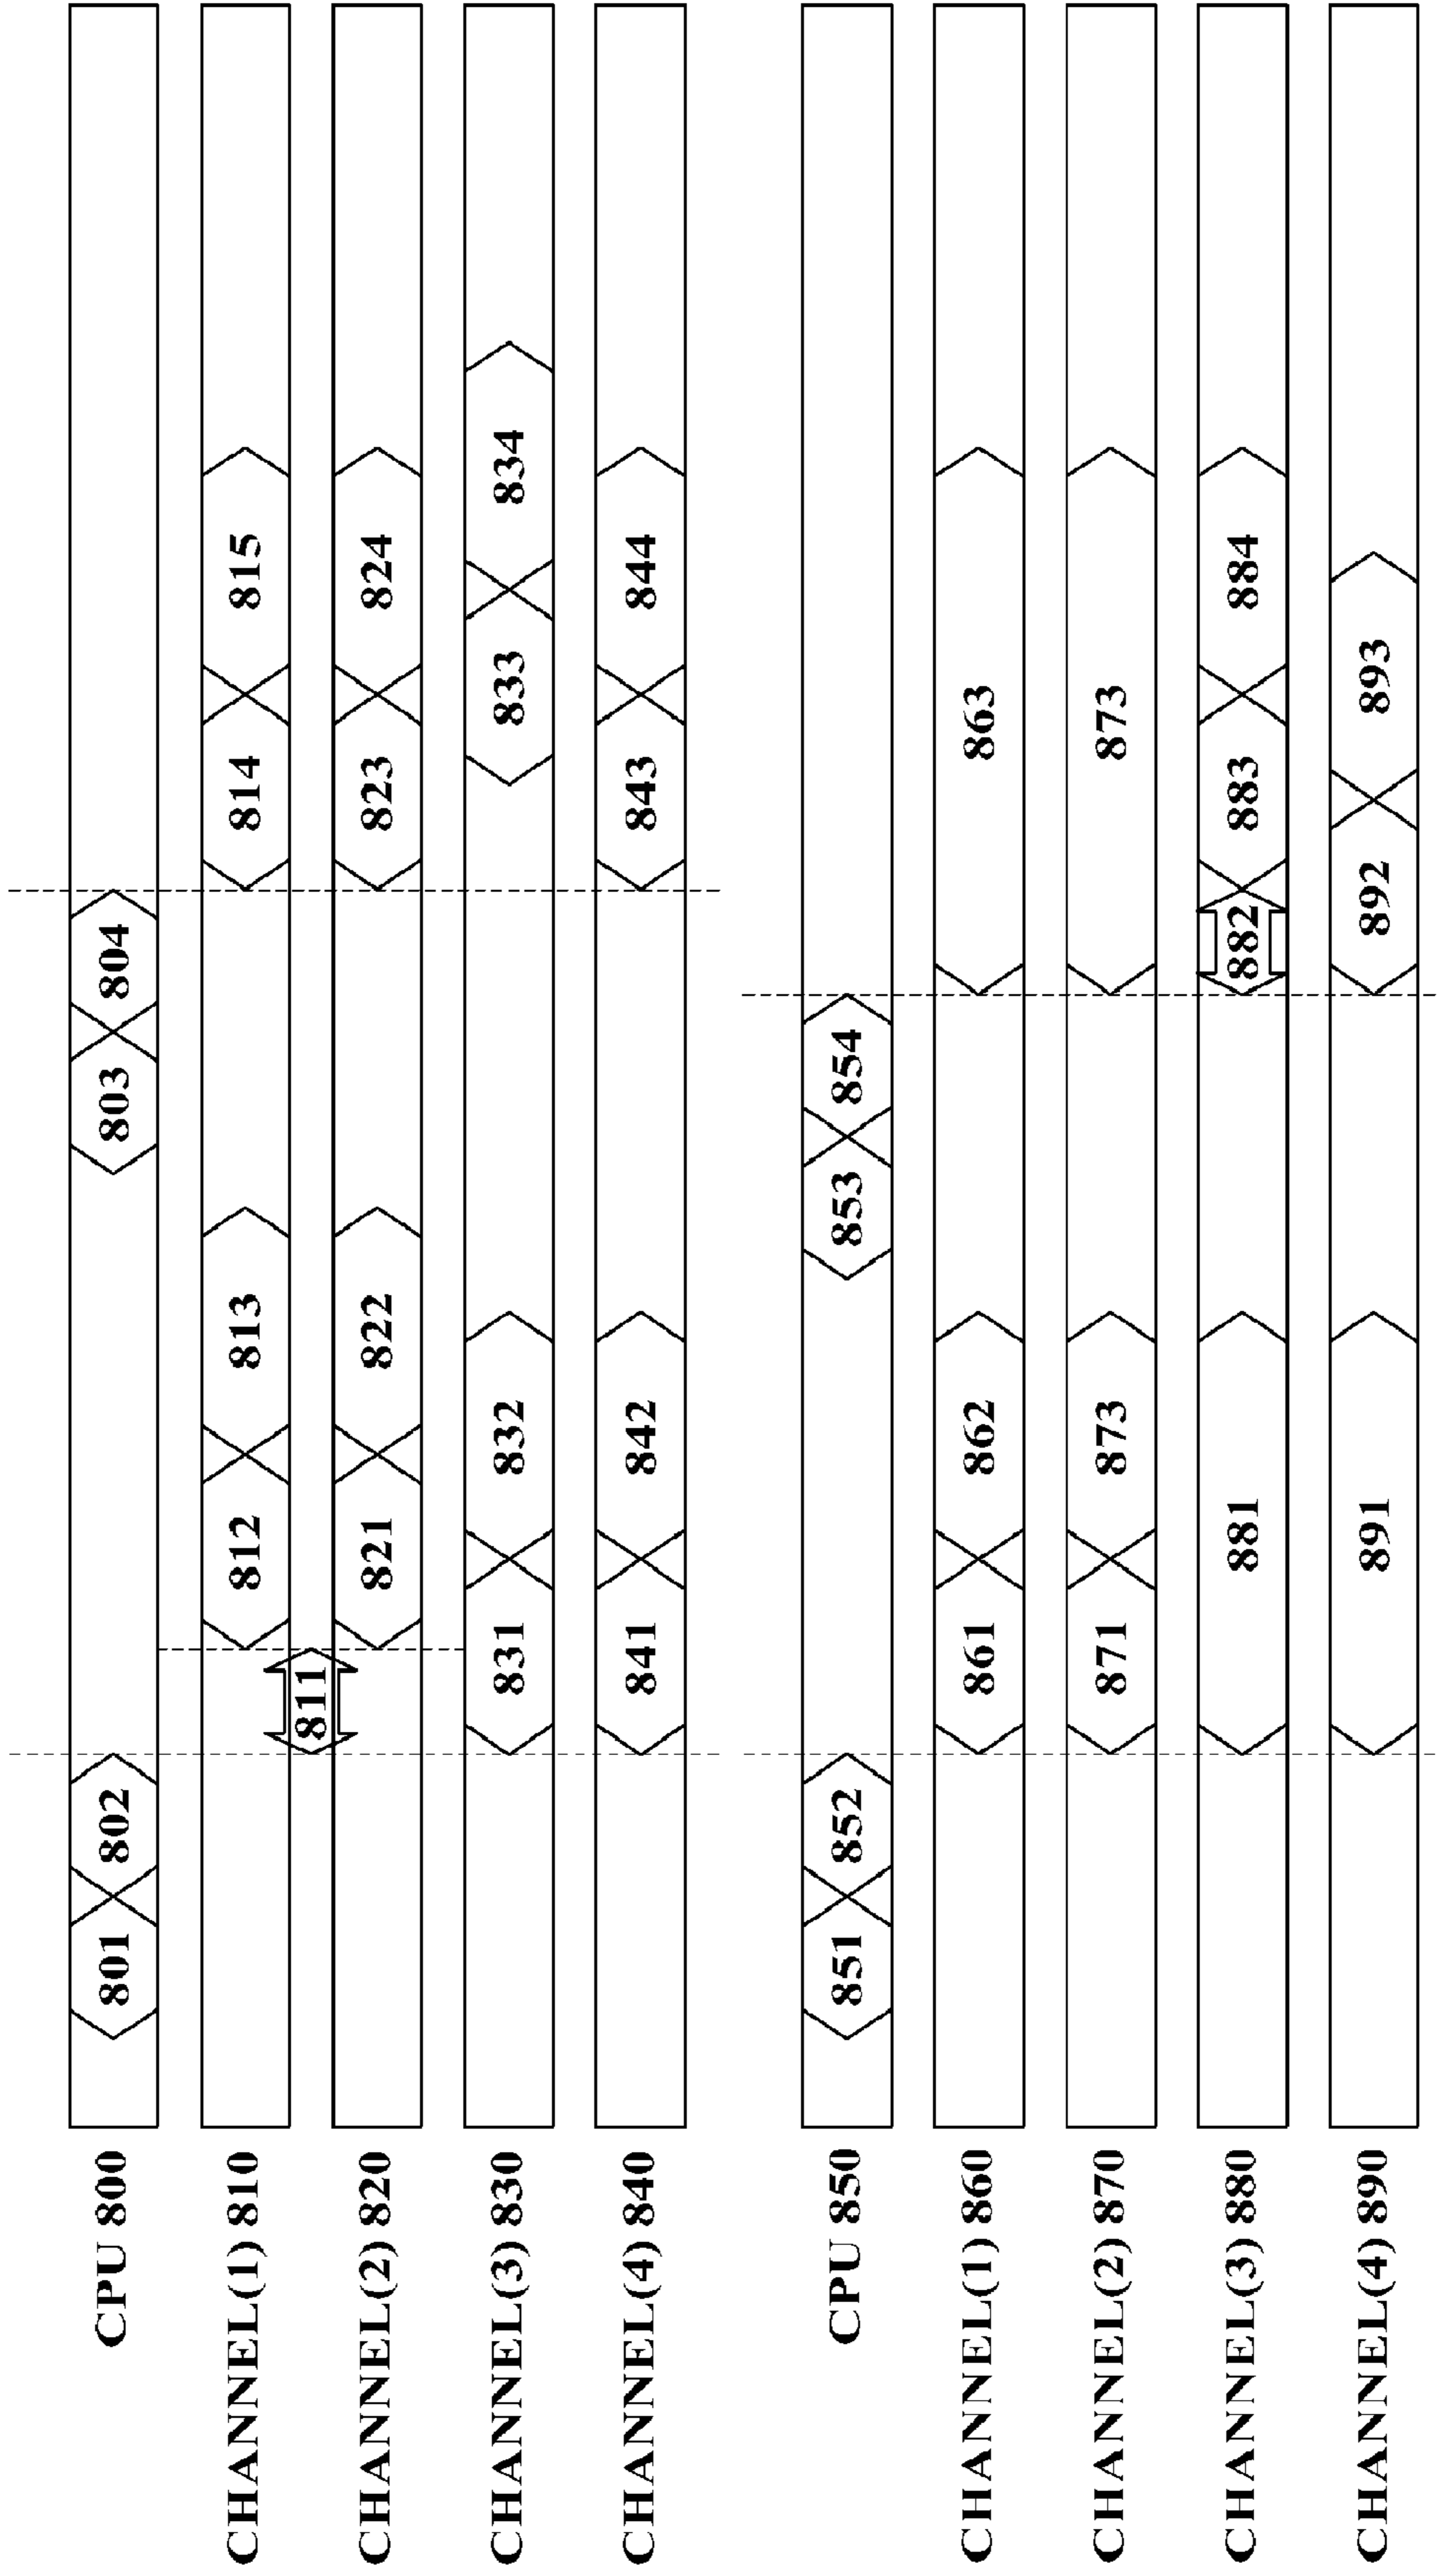 CPU 800 801 802 803 804
CHANNEL(1) 810 812 813 814 815
811
CHANNEL(2) 820 821 822 823 824
CHANNEL(3) 830 831 832 833 834
CHANNEL(4) 840 841 842 843 844
CPU 850 851 852 853 854
CHANNEL(1) 860 861 862 863
CHANNEL(2) 870 871 873 873
CHANNEL(3) 880 881 882 883 884
CHANNEL(4) 890 891 892 893